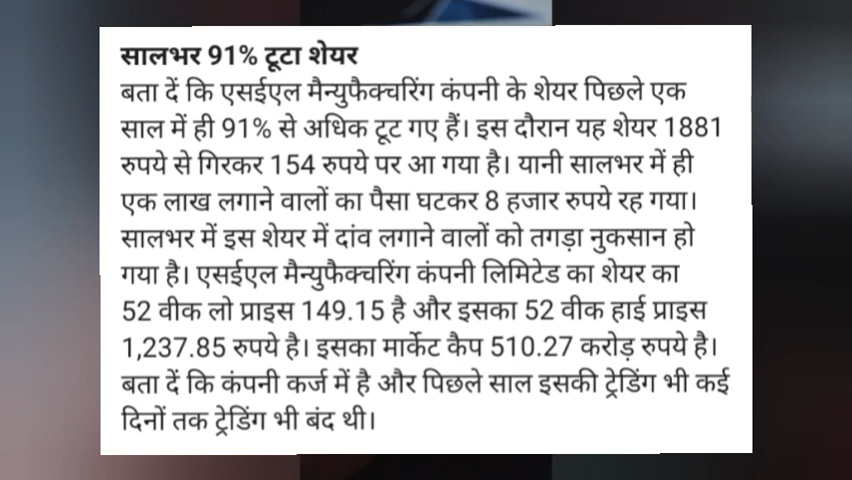 सालभर 91% टूटा शेयर
बता दें कि एसईएल मैन्युफैक्चरिंग कंपनी के शेयर पिछले एक
साल में ही 91% से अधिक टूट गए हैं। इस दौरान यह शेयर 1881
रुपये से गिरकर 154 रुपये पर आ गया है। यानी सालभर में ही
एक लाख लगाने वालों का पैसा घटकर 8 हजार रुपये रह गया।
सालभर में इस शेयर में दांव लगाने वालों को तगड़ा नुकसान हो
गया है। एसईएल मैन्युफैक्चरिंग कंपनी लिमिटेड का शेयर का
52 वीक लो प्राइस 149.15 है और इसका 52 वीक हाई प्राइस
1,237.85 रुपये है। इसका मार्केट कैप 510.27 करोड़ रुपये है।
बता दें कि कंपनी कर्ज में है और पिछले साल इसकी ट्रेडिंग भी कई
दिनों तक ट्रेडिंग भी बंद थी।